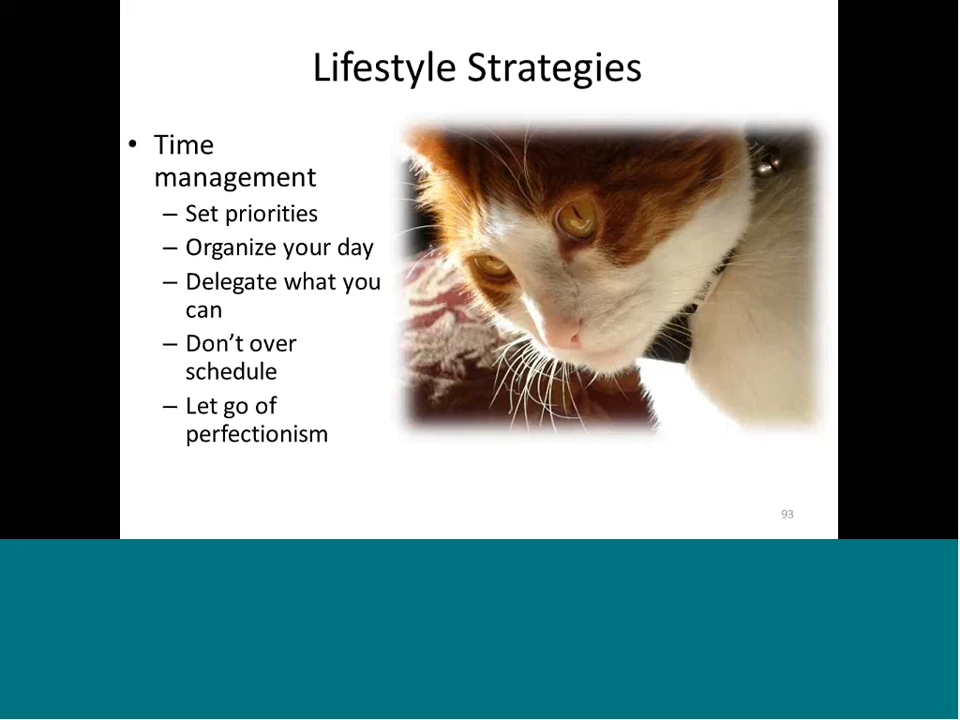 Lifestyle Strategies
• Time
management
– Set priorities
– Organize your day
– Delegate what you
can
– Don’t over
schedule
– Let go of
perfectionism
93